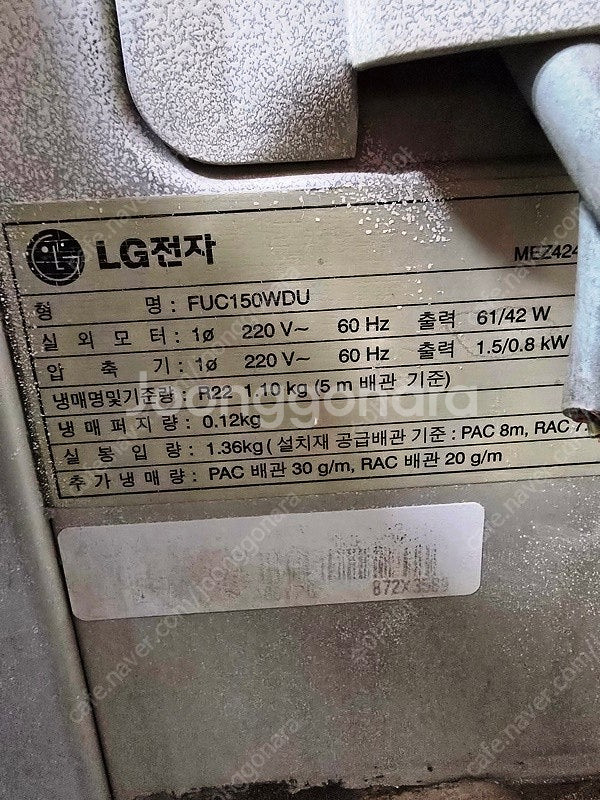 LG전자
MEZ424
형 명 : FUC150WDU
실 외 모 터 : 1ø 220 V~ 60 Hz 출력 61/42 W
압 축 기 : 1ø 220 V~ 60 Hz 출력 1.5/0.8 kW
냉매명및기준량 : R22 1.10 kg (5 m 배관 기준)
냉 매 퍼 지 량 : 0.12kg
실 봉 입 량 : 1.36kg ( 설치재 공급배관 기준 : PAC 8m, RAC 7.
추 가 냉 매 량 : PAC 배관 30 g/m, RAC 배관 20 g/m
Joonggonara
cafe.naver.com/joonggonara